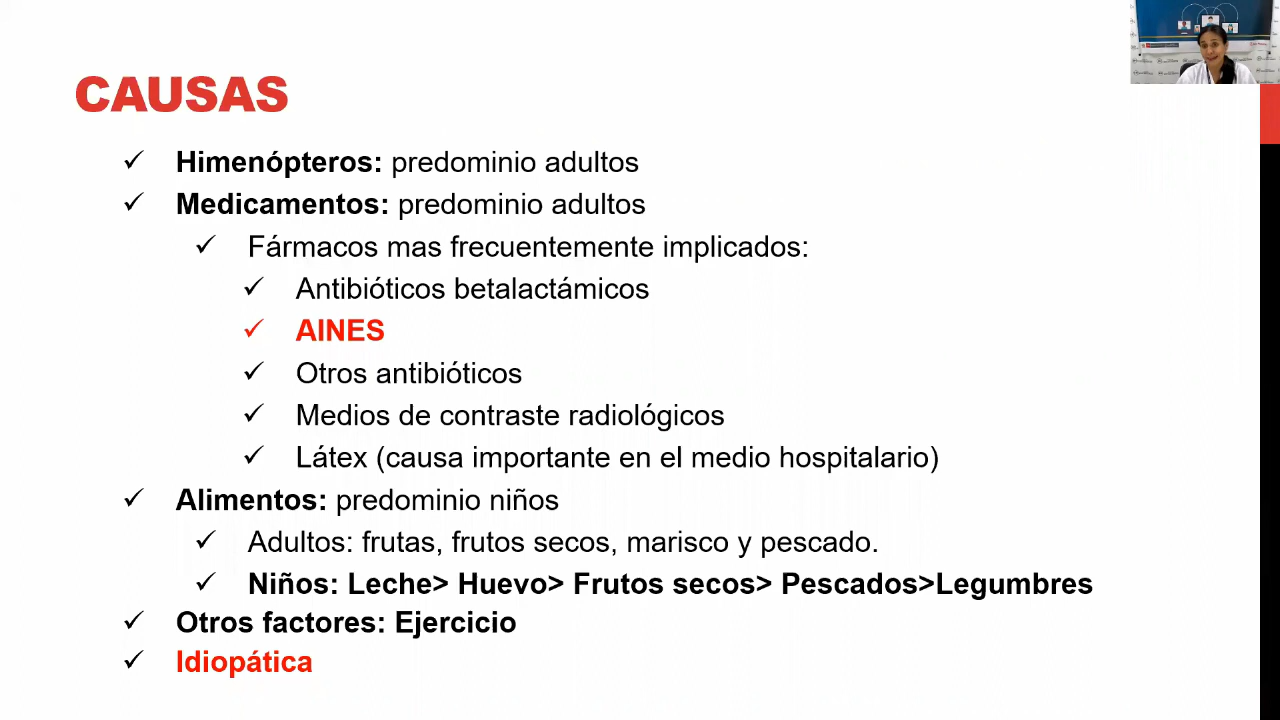 CAUSAS
✓ Himenópteros: predominio adultos
✓ Medicamentos: predominio adultos
✓ Fármacos mas frecuentemente implicados:
✓ Antibióticos betalactámicos
✓ AINES
✓ Otros antibióticos
✓ Medios de contraste radiológicos
✓ Látex (causa importante en el medio hospitalario)
✓ Alimentos: predominio niños
✓ Adultos: frutas, frutos secos, marisco y pescado.
✓ Niños: Leche> Huevo> Frutos secos> Pescados>Legumbres
✓ Otros factores: Ejercicio
✓ Idiopática